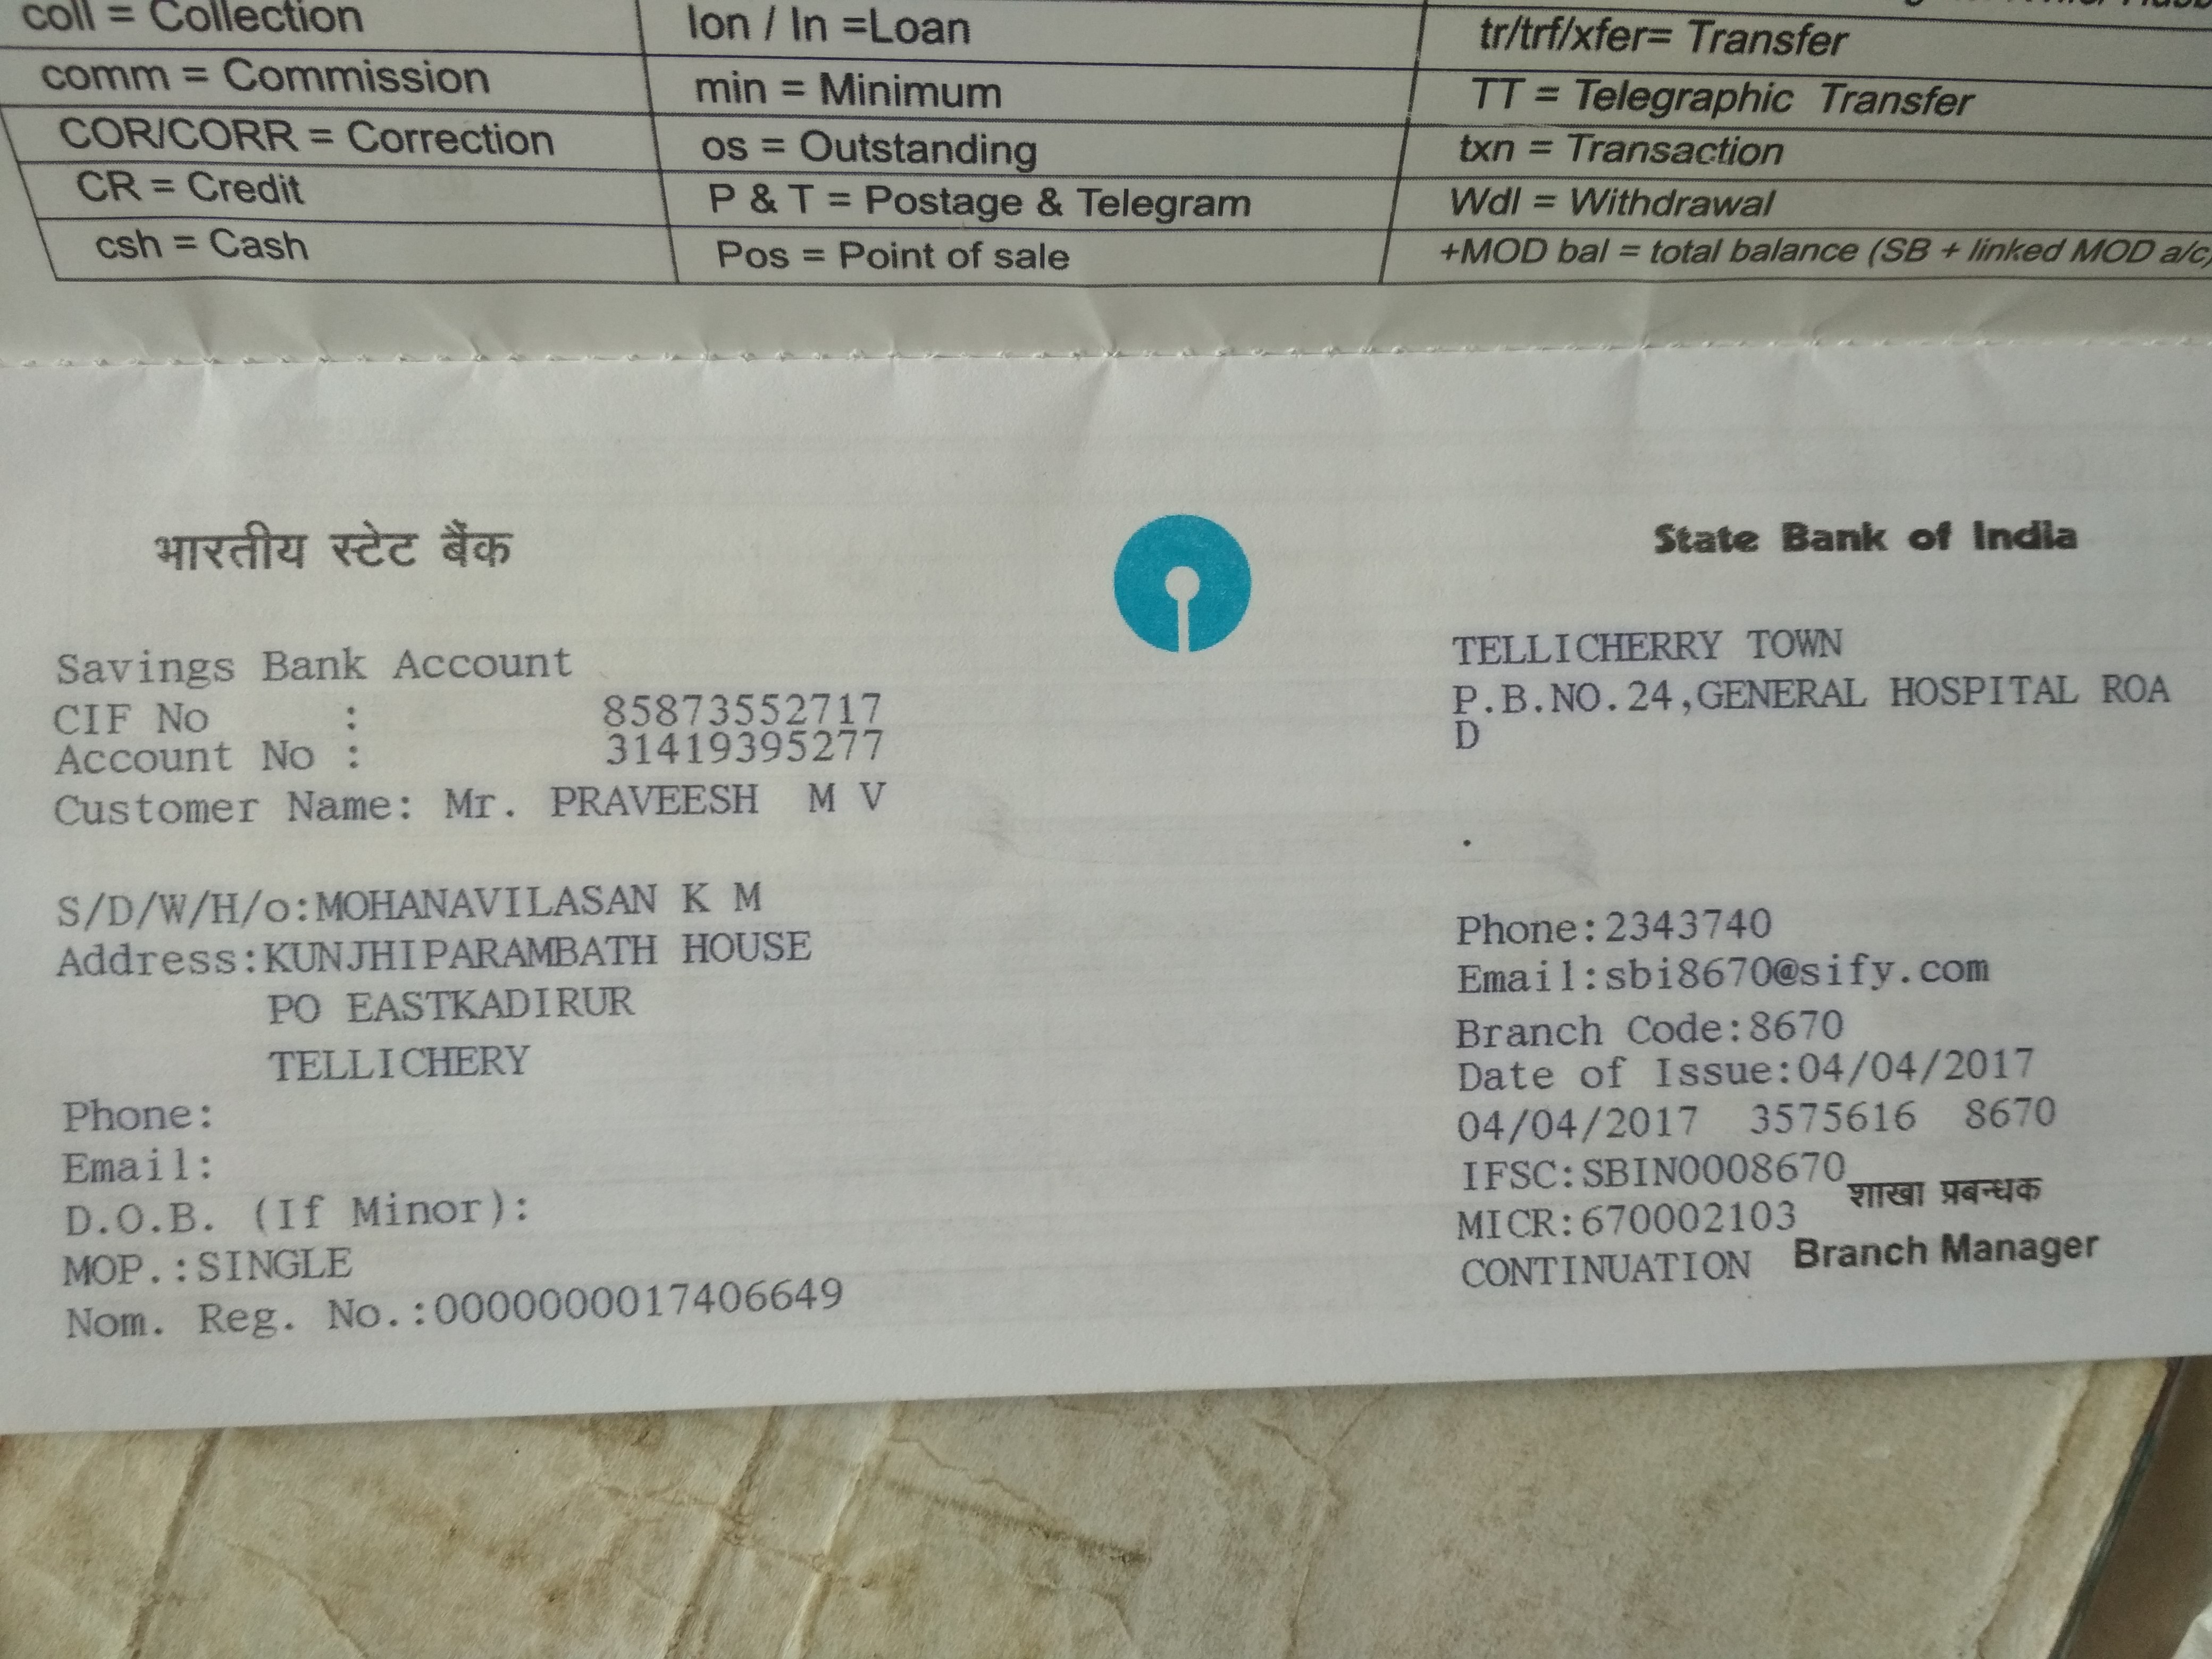 coll = Collection
lon / ln =Loan
tr/trf/xfer= Transfer
comm = Commission
min = Minimum
TT = Telegraphic Transfer
COR/CORR = Correction
os = Outstanding
txn = Transaction
CR = Credit
P & T = Postage & Telegram
Wdl = Withdrawal
csh = Cash
Pos = Point of sale
+MOD bal = total balance (SB + linked MOD a/c)
भारतीय स्टेट बैंक
State Bank of India
Savings Bank Account
CIF No : 85873552717
Account No : 31419395277
Customer Name: Mr. PRAVEESH M V
S/D/W/H/o:MOHANAVILASAN K M
Address:KUNJHIPARAMBATH HOUSE
PO EASTKADIRUR
TELLICHERY
Phone:
Email:
D.O.B. (If Minor):
MOP.:SINGLE
Nom. Reg. No.:0000000017406649
TELLICHERRY TOWN
P.B.NO.24,GENERAL HOSPITAL ROA
D
.
Phone:2343740
Email:sbi8670@sify.com
Branch Code:8670
Date of Issue:04/04/2017
04/04/2017 3575616 8670
IFSC:SBIN0008670
शाखा प्रबन्धक
MICR:670002103
CONTINUATION Branch Manager